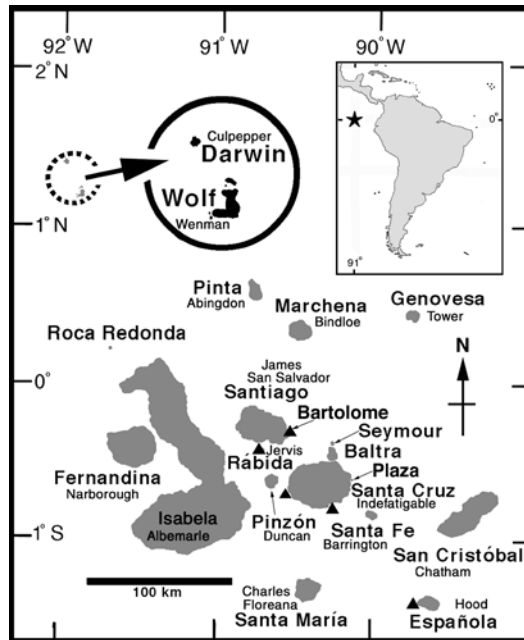 92°W
91°W
90°W
2°N
Culpepper
Darwin
Wolf
Wenman
0°
91°
1°N
Pinta
Abingdon
Marchena
Bindloe
Genovesa
Tower
Roca Redonda
N
0°
James
San Salvador
Santiago
Bartolome
Seymour
Baltra
Jervis
Rábida
Plaza
Fernandina
Narborough
Santa Cruz
Indefatigable
Isabela
Albemarle
Pinzón
Duncan
Santa Fe
Barrington
1°S
San Cristóbal
Chatham
100 km
Charles
Floreana
Santa María
Hood
Española